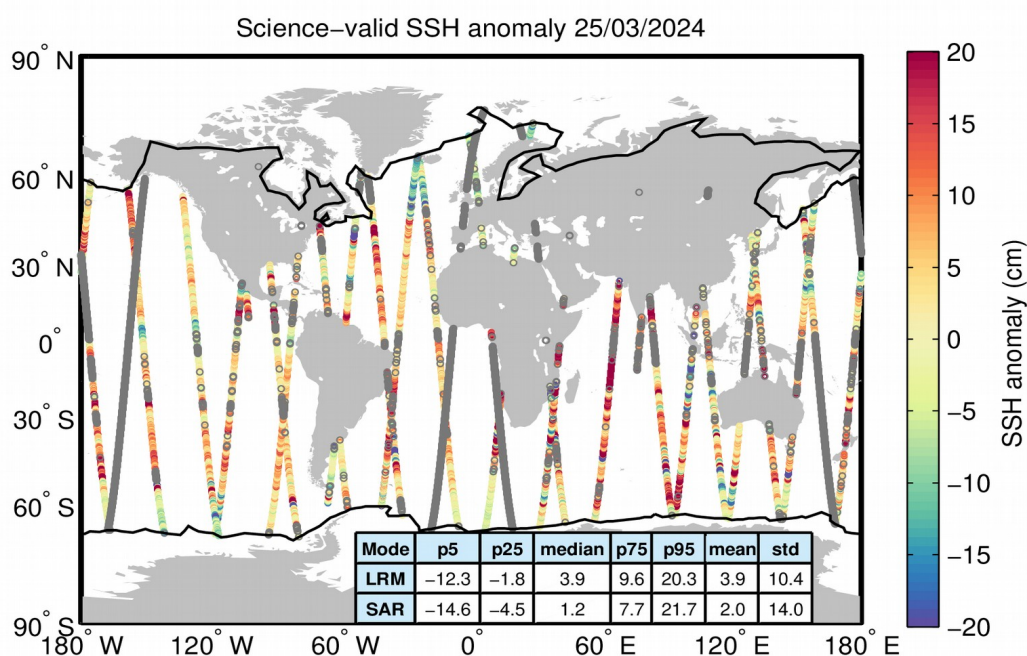 Science−valid SSH anomaly 25/03/2024
90° N
60° N
30° N
0°
30° S
60° S
90° S
180° W
120° W
60° W
0°
60° E
120° E
180° E
Mode p5 p25 median p75 p95 mean std
LRM −12.3 −1.8 3.9 9.6 20.3 3.9 10.4
SAR −14.6 −4.5 1.2 7.7 21.7 2.0 14.0
20
15
10
5
0
−5
−10
−15
−20
SSH anomaly (cm)